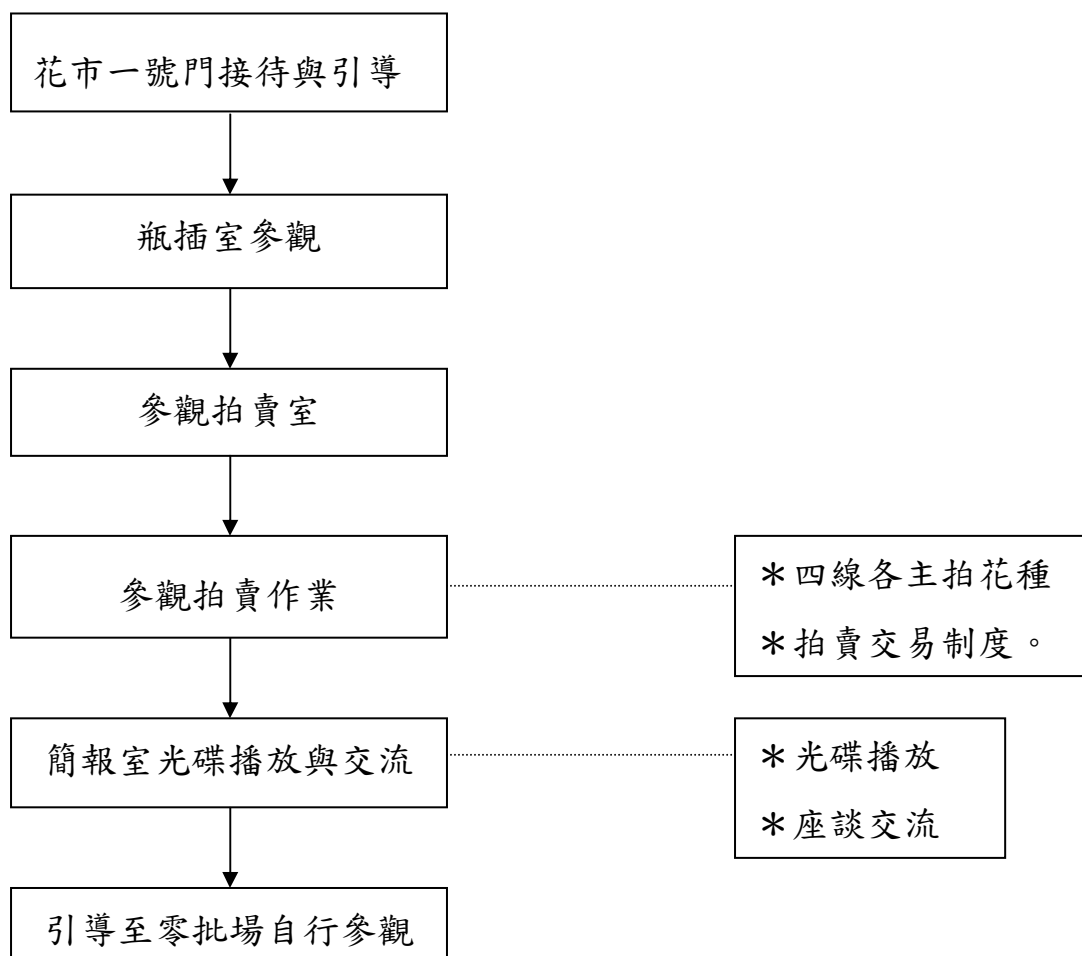 花市一號門接待與引導
瓶插室參觀
參觀拍賣室
參觀拍賣作業
＊四線各主拍花種
＊拍賣交易制度。
簡報室光碟播放與交流
＊光碟播放
＊座談交流
引導至零批場自行參觀